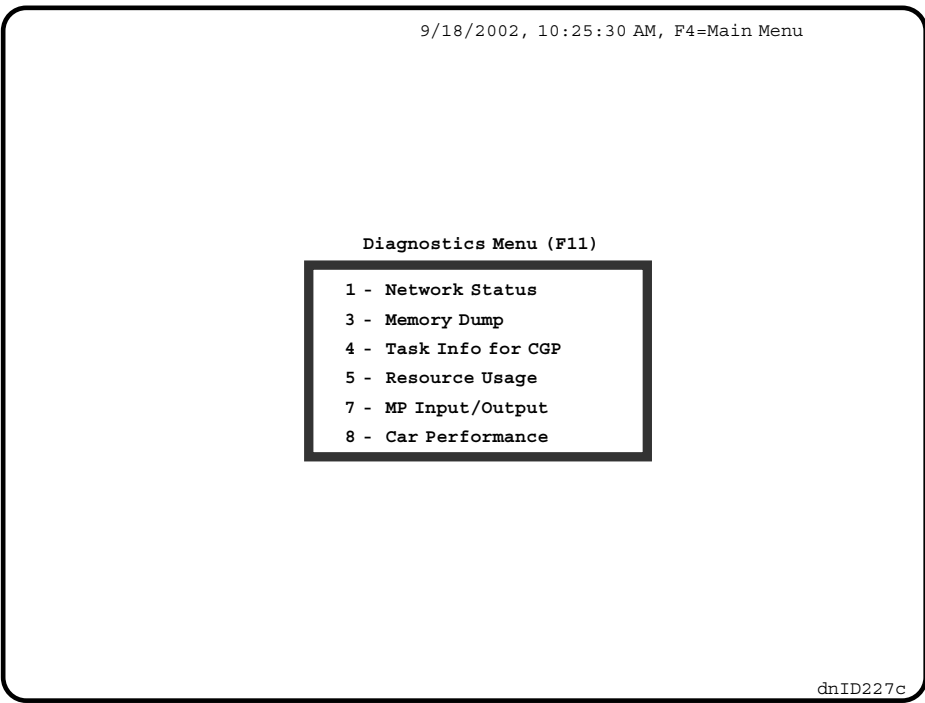 9/18/2002, 10:25:30 AM, F4=Main Menu
Diagnostics Menu (F11)
1 - Network Status
3 - Memory Dump
4 - Task Info for CGP
5 - Resource Usage
7 - MP Input/Output
8 - Car Performance
dnID227c